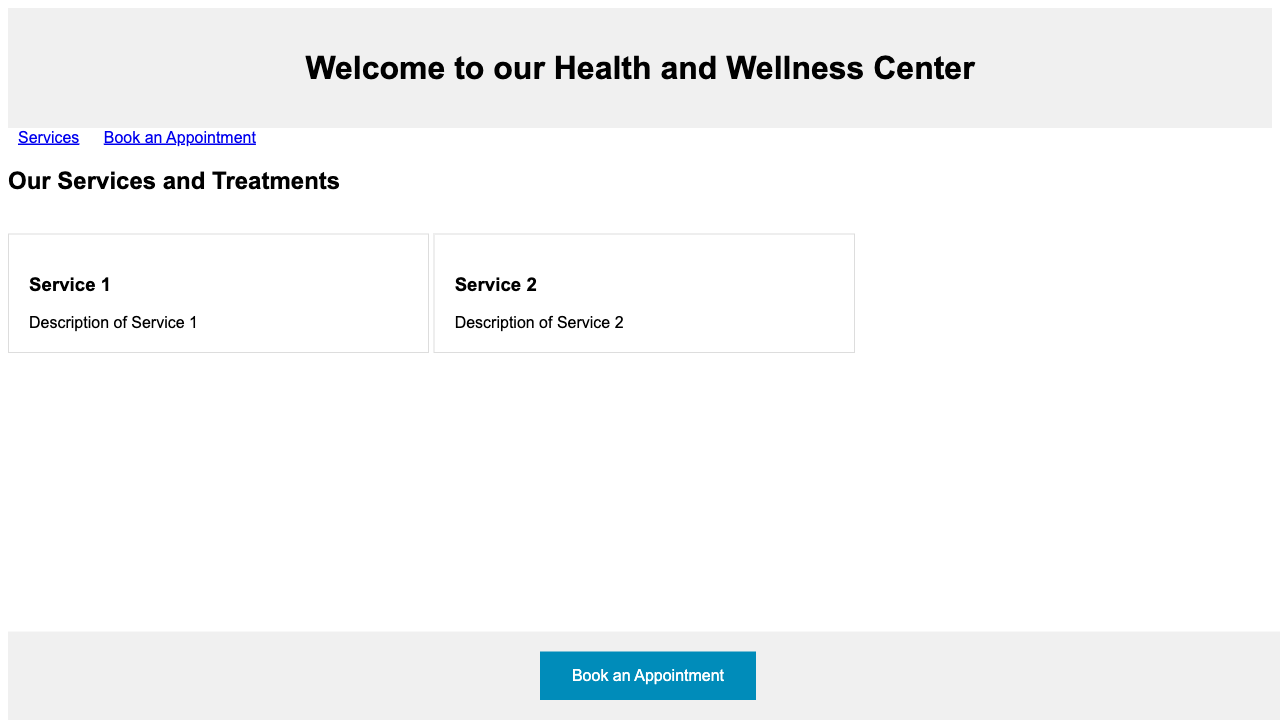 Welcome to our Health and Wellness Center
Services Book an Appointment
Our Services and Treatments
Service 1
Description of Service 1
Service 2
Description of Service 2
Book an Appointment